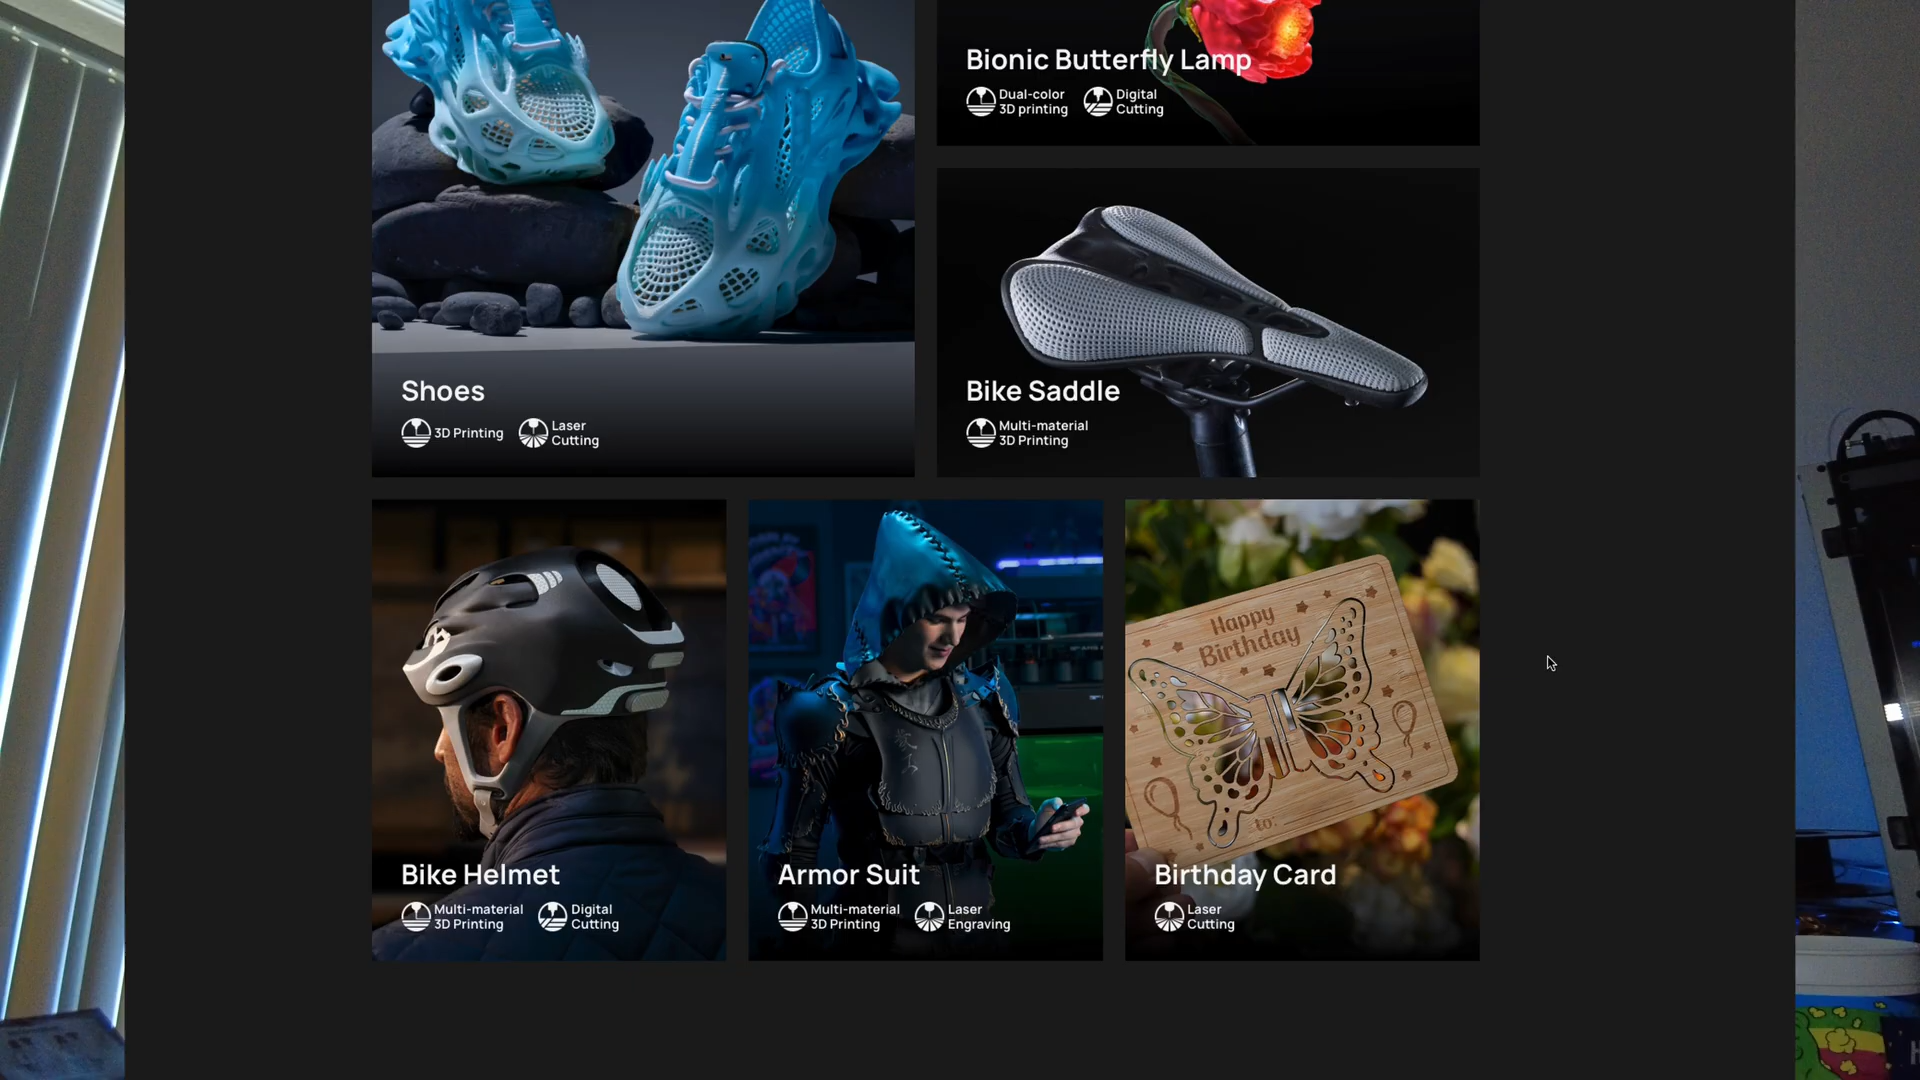 Bionic Butterfly Lamp
Dual-color
3D printing
Digital
Cutting
Shoes
3D Printing
Laser
Cutting
Bike Saddle
Multi-material
3D Printing
Happy
Birthday
to:
Bike Helmet
Multi-material
3D Printing
Digital
Cutting
Armor Suit
Multi-material
3D Printing
Laser
Engraving
Birthday Card
Laser
Cutting